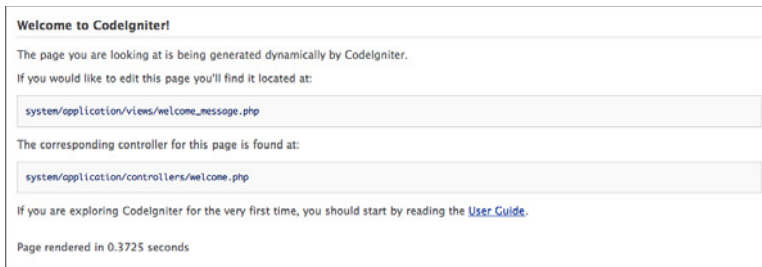 Welcome to CodeIgniter!
The page you are looking at is being generated dynamically by CodeIgniter.
If you would like to edit this page you'll find it located at:
system/application/views/welcome_message.php
The corresponding controller for this page is found at:
system/application/controllers/welcome.php
If you are exploring CodeIgniter for the very first time, you should start by reading the User Guide.
Page rendered in 0.3725 seconds